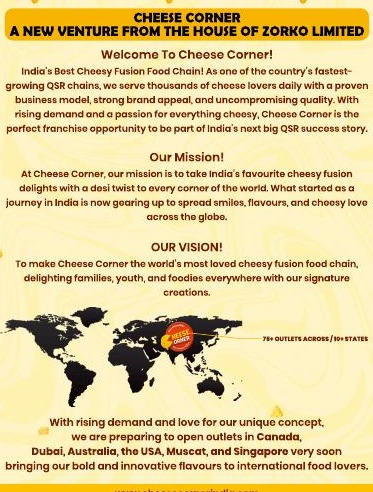 CHEESE CORNER
A NEW VENTURE FROM THE HOUSE OF ZORKO LIMITED
Welcome To Cheese Corner!
India's Best Cheesy Fusion Food Chain! As one of the country's fastest-
growing QSR chains, we serve thousands of cheese lovers daily with a proven
business model, strong brand appeal, and uncompromising quality. With
rising demand and a passion for everything cheesy, Cheese Corner is the
perfect franchise opportunity to be part of India's next big QSR success story.
Our Mission!
At Cheese Corner, our mission is to take India's favourite cheesy fusion
delights with a desi twist to every corner of the world. What started as a
journey in India is now gearing up to spread smiles, flavours, and cheesy love
across the globe.
OUR VISION!
To make Cheese Corner the world's most loved cheesy fusion food chain,
delighting families, youth, and foodies everywhere with our signature
creations.
CHEESE
CORNER
75+ OUTLETS ACROSS / 10+ STATES
With rising demand and love for our unique concept,
we are preparing to open outlets in Canada,
Dubai, Australia, the USA, Muscat, and Singapore very soon
bringing our bold and innovative flavours to international food lovers.